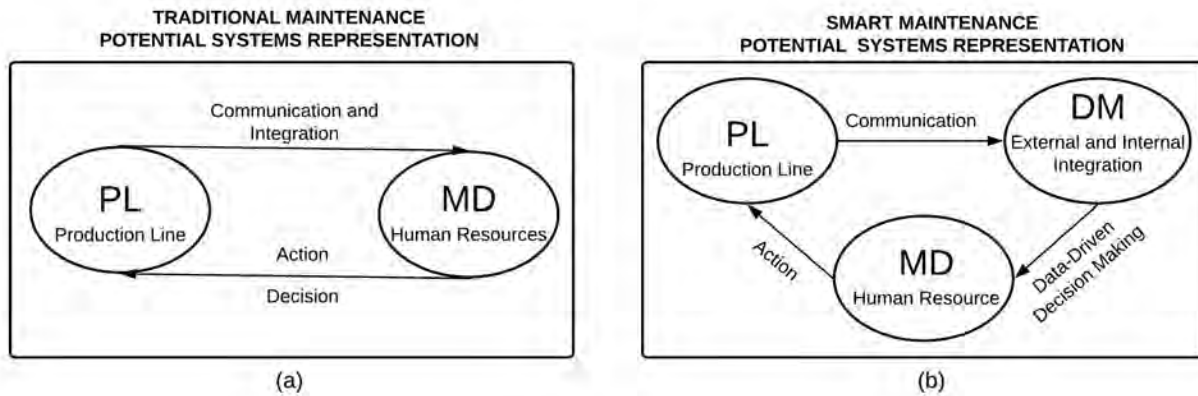 TRADITIONAL MAINTENANCE
POTENTIAL SYSTEMS REPRESENTATION
Communication and
Integration
PL
Production Line
MD
Human Resources
Action
Decision
(a)
SMART MAINTENANCE
POTENTIAL SYSTEMS REPRESENTATION
PL
Production Line
Communication
DM
External and Internal
Integration
Action
MD
Human Resource
Data-Driven
Decision Making
(b)